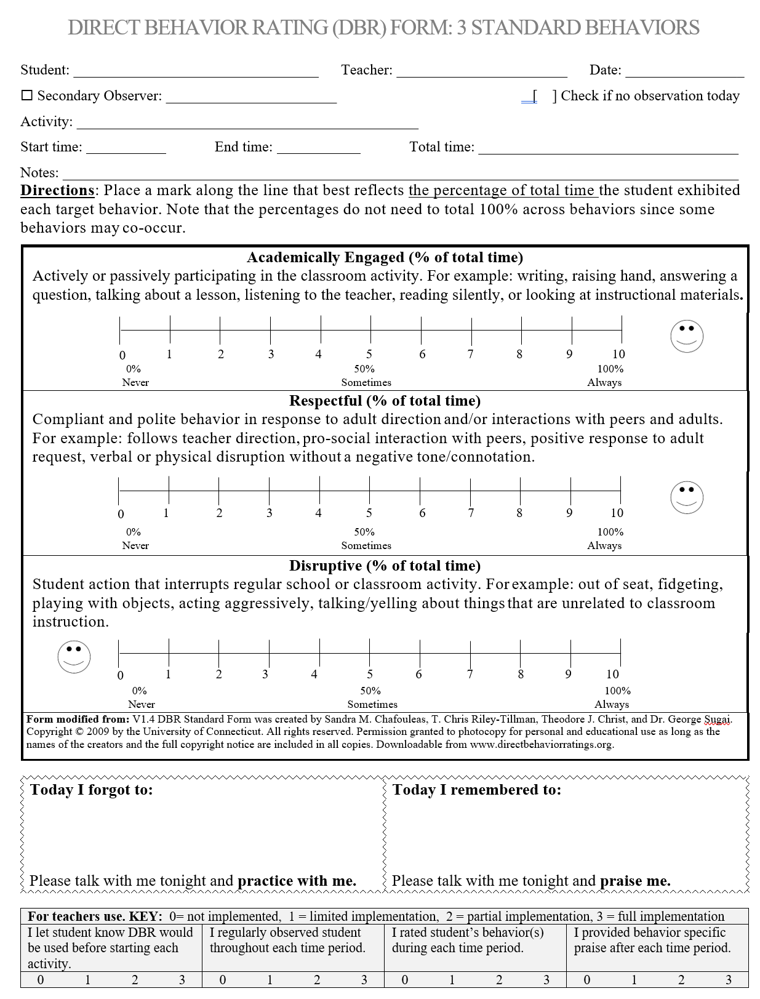 DIRECT BEHAVIOR RATING (DBR) FORM: 3 STANDARD BEHAVIORS
Student: ____________ Teacher: ____________ Date: ____________
☐ Secondary Observer: ____________ __[ ] Check if no observation today
Activity: ____________
Start time: ____________ End time: ____________ Total time: ____________
Notes: ____________
Directions: Place a mark along the line that best reflects the percentage of total time the student exhibited
each target behavior. Note that the percentages do not need to total 100% across behaviors since some
behaviors may co-occur.
Academically Engaged (% of total time)
Actively or passively participating in the classroom activity. For example: writing, raising hand, answering a
question, talking about a lesson, listening to the teacher, reading silently, or looking at instructional materials.
0 1 2 3 4 5 6 7 8 9 10
0% 50% 100%
Never Sometimes Always
Respectful (% of total time)
Compliant and polite behavior in response to adult direction and/or interactions with peers and adults.
For example: follows teacher direction, pro-social interaction with peers, positive response to adult
request, verbal or physical disruption without a negative tone/connotation.
0 1 2 3 4 5 6 7 8 9 10
0% 50% 100%
Never Sometimes Always
Disruptive (% of total time)
Student action that interrupts regular school or classroom activity. For example: out of seat, fidgeting,
playing with objects, acting aggressively, talking/yelling about things that are unrelated to classroom
instruction.
0 1 2 3 4 5 6 7 8 9 10
0% 50% 100%
Never Sometimes Always
Form modified from: V1.4 DBR Standard Form was created by Sandra M. Chafouleas, T. Chris Riley-Tillman, Theodore J. Christ, and Dr. George Sugai.
Copyright © 2009 by the University of Connecticut. All rights reserved. Permission granted to photocopy for personal and educational use as long as the
names of the creators and the full copyright notice are included in all copies. Downloadable from www.directbehaviorratings.org.
Today I forgot to:
Please talk with me tonight and practice with me.
Today I remembered to:
Please talk with me tonight and praise me.
For teachers use. KEY: 0= not implemented, 1 = limited implementation, 2 = partial implementation, 3 = full implementation
I let student know DBR would
be used before starting each
activity.
0 1 2 3
I regularly observed student
throughout each time period.
0 1 2 3
I rated student’s behavior(s)
during each time period.
0 1 2 3
I provided behavior specific
praise after each time period.
0 1 2 3